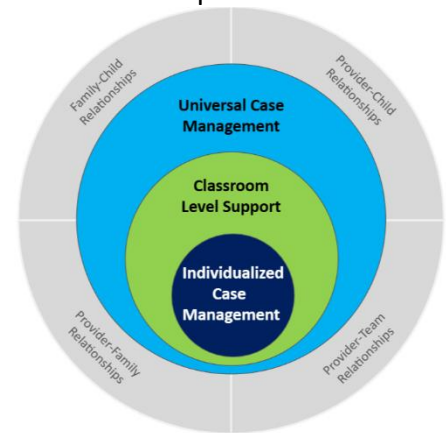 Family-Child
Relationships
Provider-Child
Relationships
Universal Case
Management
Classroom
Level Support
Individualized
Case
Management
Provider-Family
Relationships
Provider-Team
Relationships